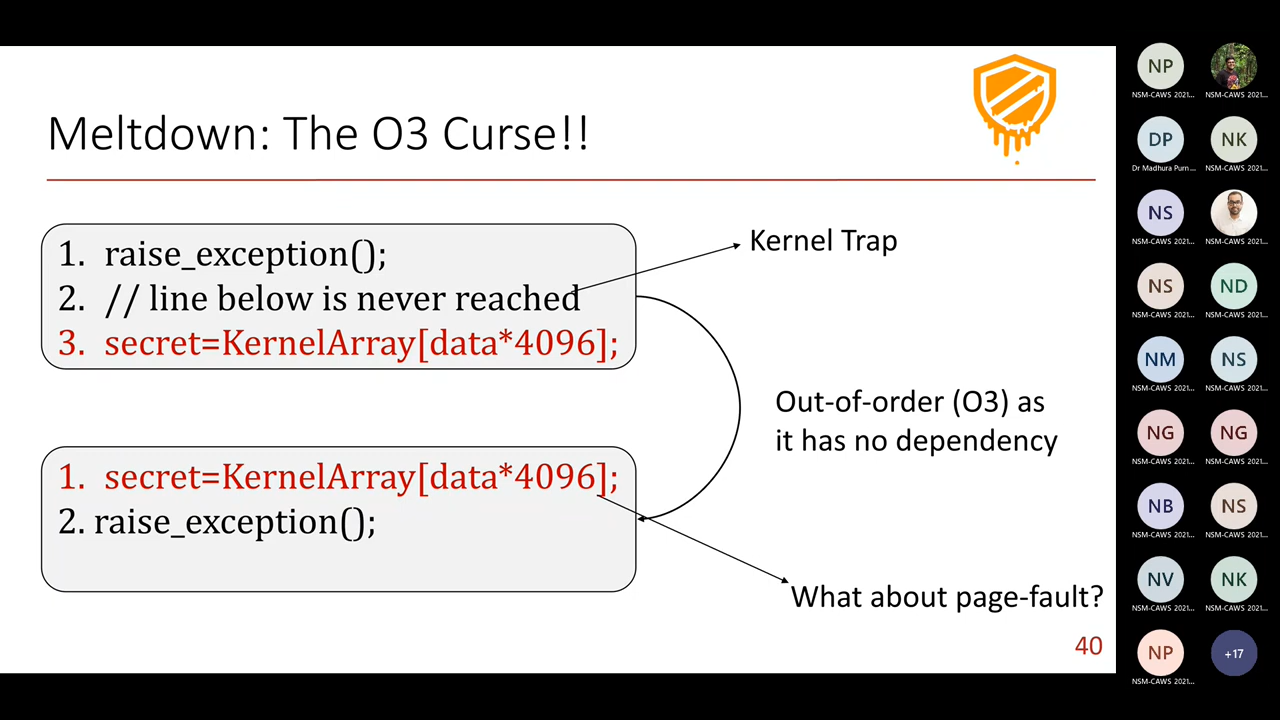 Meltdown: The O3 Curse!!
1. raise_exception();
2. // line below is never reached
3. secret=KernelArray[data*4096];
Kernel Trap
Out-of-order (O3) as
it has no dependency
1. secret=KernelArray[data*4096];
2. raise_exception();
What about page-fault?
40
NP
NSM-CAWS 2021...
NSM-CAWS 2021...
DP
NK
Dr Madhura Purn...
NSM-CAWS 2021...
NS
NSM-CAWS 2021...
NSM-CAWS 2021...
NS
ND
NSM-CAWS 2021...
NSM-CAWS 2021...
NM
NS
NSM-CAWS 2021...
NSM-CAWS 2021...
NG
NG
NSM-CAWS 2021...
NSM-CAWS 2021...
NB
NS
NSM-CAWS 2021...
NSM-CAWS 2021...
NV
NK
NSM-CAWS 2021...
NSM-CAWS 2021...
NP
+17
NSM-CAWS 2021...